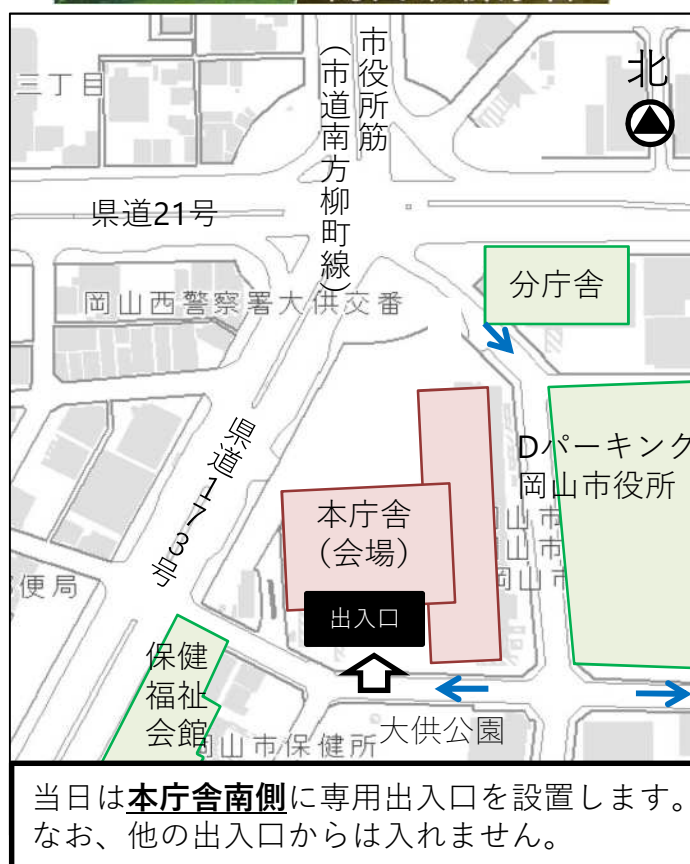 三丁目
市役所筋
(市道南方柳町線)
北
県道21号
分庁舎
岡山西警察署大供交番
県道173号
Dパーキング
岡山市役所
本庁舎
(会場)
出入口
便局
保健
福祉
会館
山市保健所
大供公園
当日は本庁舎南側に専用出入口を設置します。
なお、他の出入口からは入れません。